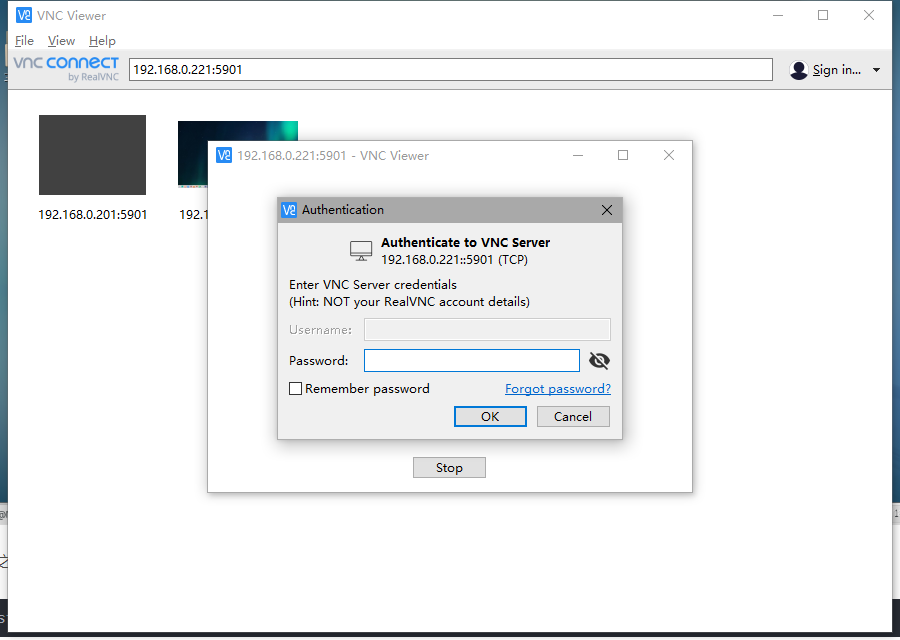 VNC Viewer
File View Help
vnc connect
by RealVNC
192.168.0.221:5901
Sign in...
192.168.0.201:5901
192.1
192.168.0.221:5901 - VNC Viewer
Authentication
Authenticate to VNC Server
192.168.0.221::5901 (TCP)
Enter VNC Server credentials
(Hint: NOT your RealVNC account details)
Username:
Password:
Remember password
Forgot password?
OK
Cancel
Stop